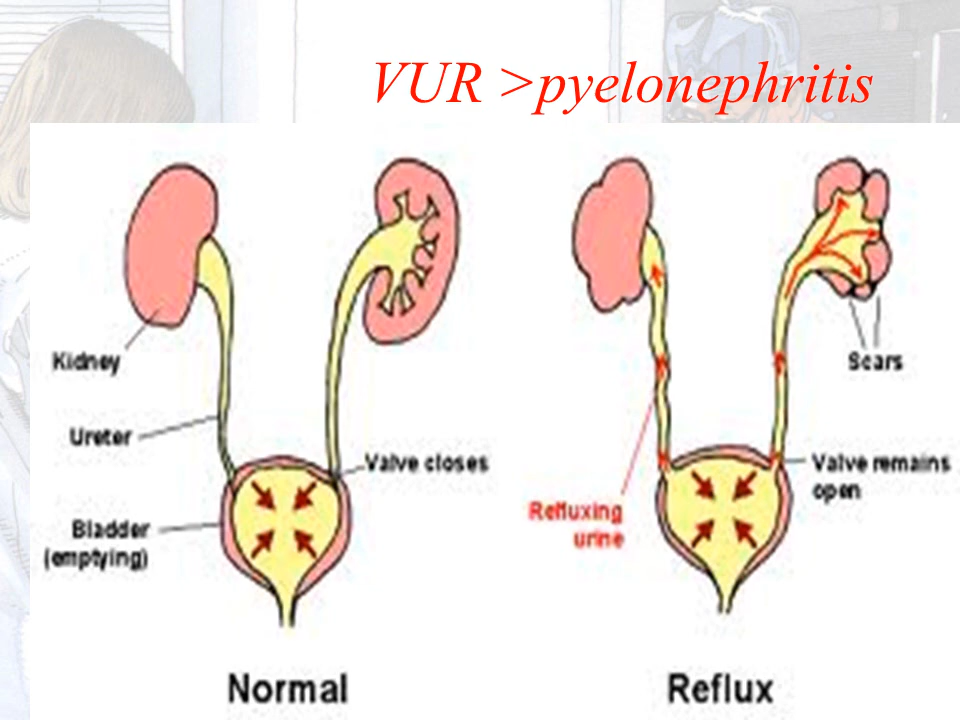 VUR >pyelonephritis
Kidney
Ureter
Bladder
(emptying)
Valve closes
Normal
Scars
Valve remains
open
Refluxing
urine
Reflux